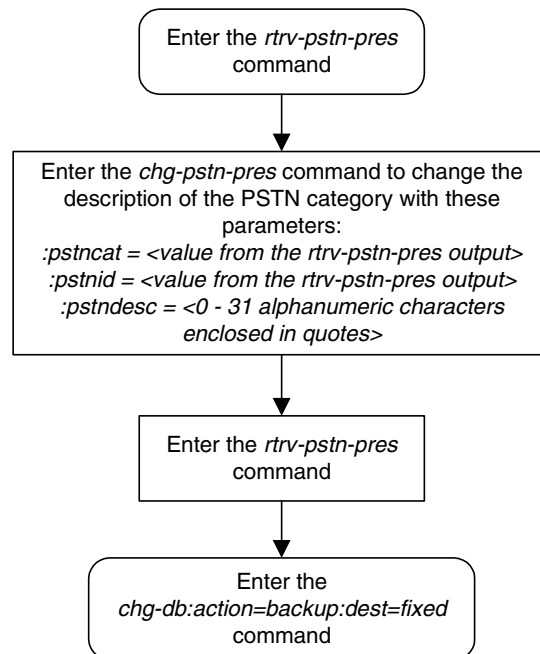 Enter the rtrv-pstn-pres
command
Enter the chg-pstn-pres command to change the
description of the PSTN category with these
parameters:
:pstncat = <value from the rtrv-pstn-pres output>
:pstnid = <value from the rtrv-pstn-pres output>
:pstndesc = <0 - 31 alphanumeric characters
enclosed in quotes>
Enter the rtrv-pstn-pres
command
Enter the
chg-db:action=backup:dest=fixed
command